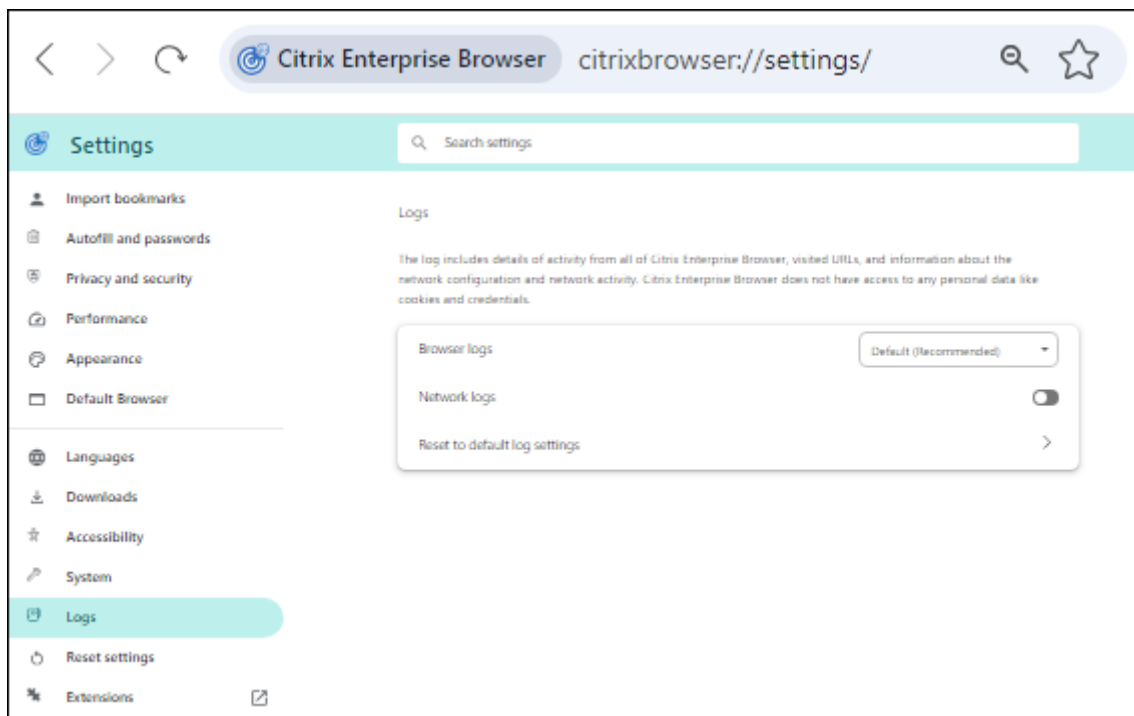 Citrix Enterprise Browser citrixbrowser://settings/
Settings
Search settings
Import bookmarks
Autofill and passwords
Privacy and security
Performance
Appearance
Default Browser
Languages
Downloads
Accessibility
System
Logs
Reset settings
Extensions
Logs
The log includes details of activity from all of Citrix Enterprise Browser, visited URLs, and information about the
network configuration and network activity. Citrix Enterprise Browser does not have access to any personal data like
cookies and credentials.
Browser logs Default (Recommended)
Network logs
Reset to default log settings